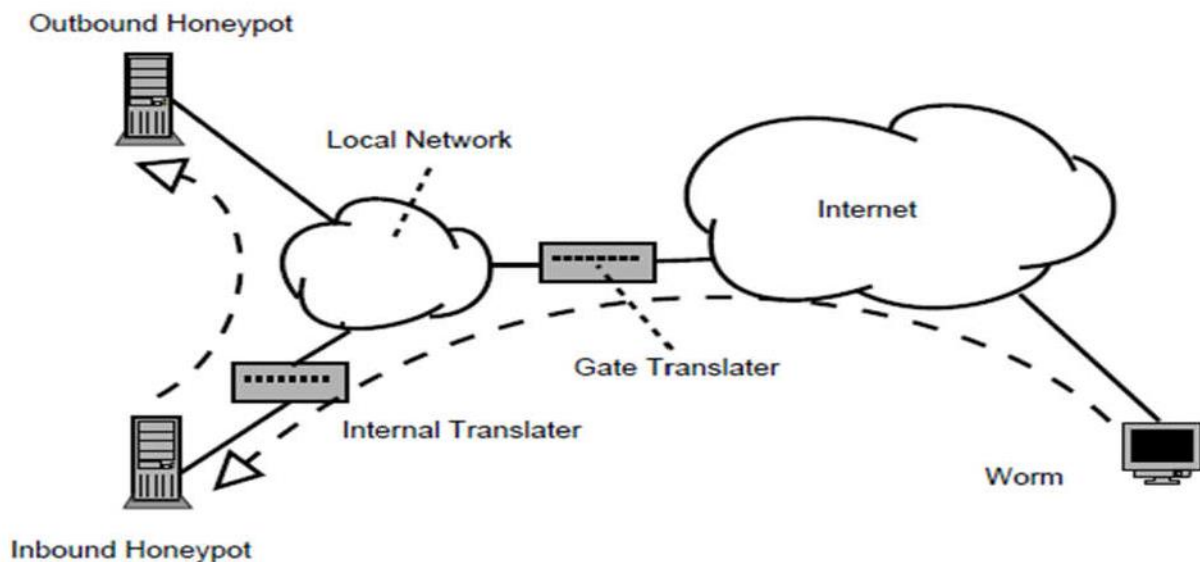 Outbound Honeypot
Local Network
Internet
Gate Translater
Internal Translater
Worm
Inbound Honeypot